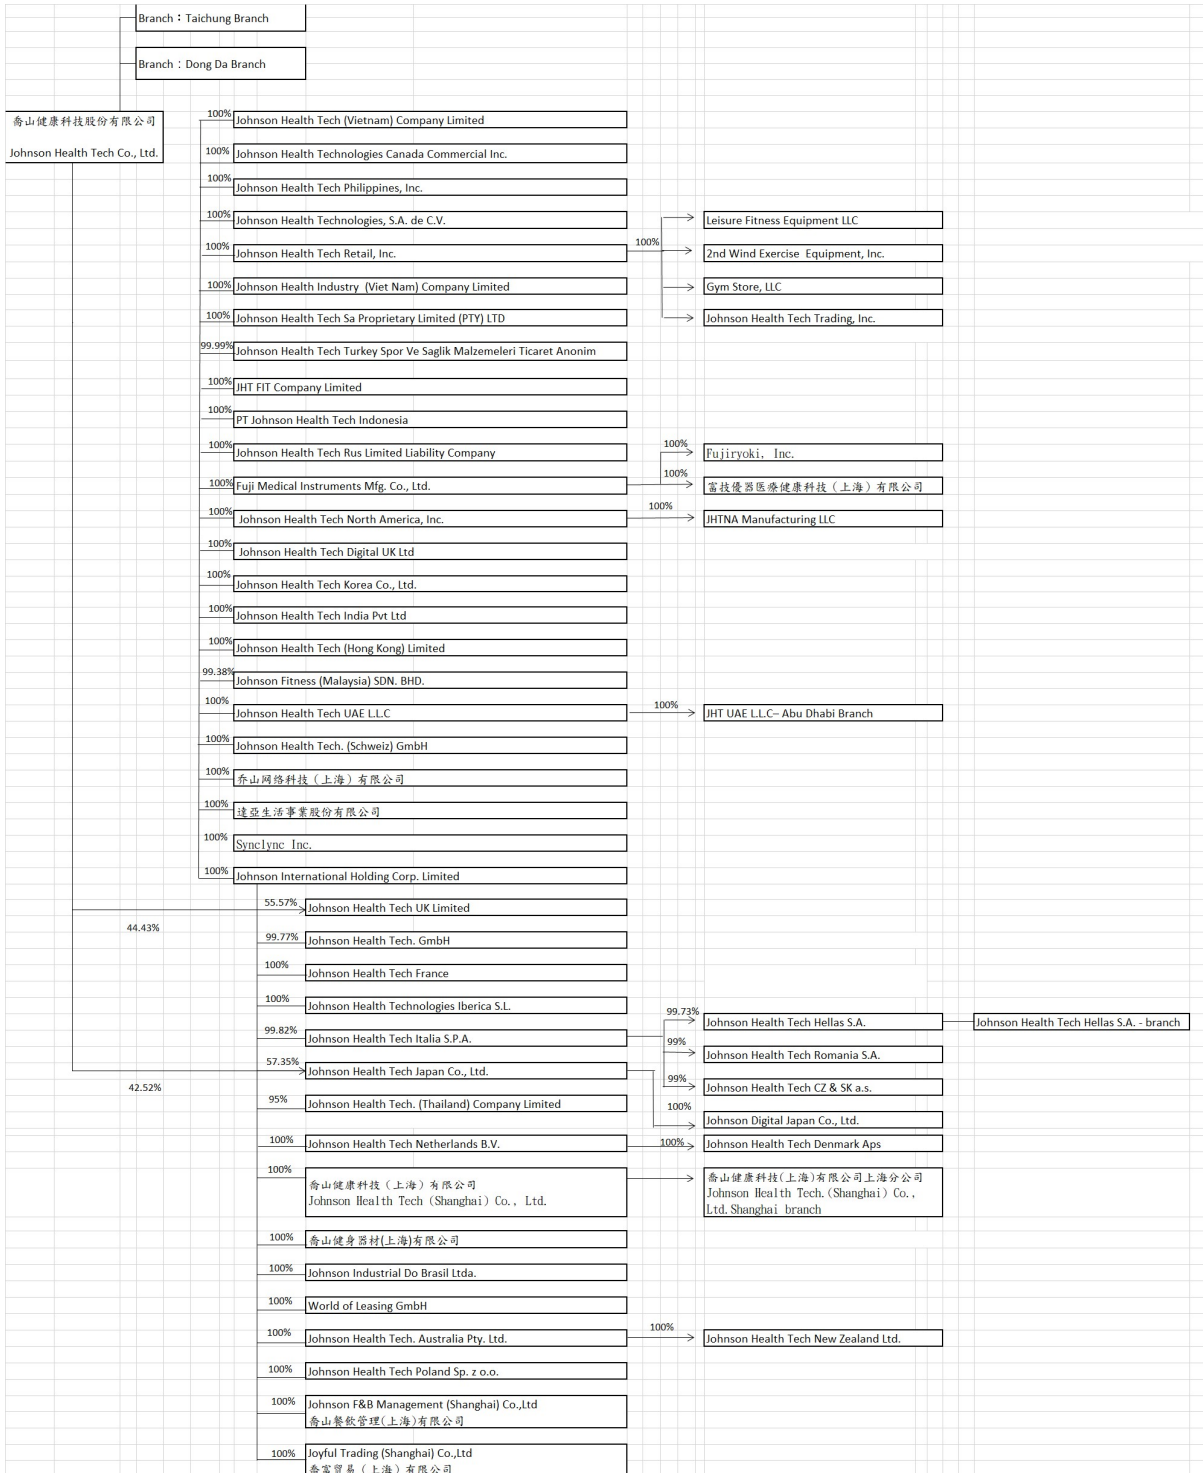 Branch：Taichung Branch
Branch：Dong Da Branch
喬山健康科技股份有限公司
Johnson Health Tech Co., Ltd.
100%
Johnson Health Tech (Vietnam) Company Limited
100%
Johnson Health Technologies Canada Commercial Inc.
100%
Johnson Health Tech Philippines, Inc.
100%
Johnson Health Technologies, S.A. de C.V.
Leisure Fitness Equipment LLC
100%
Johnson Health Tech Retail, Inc.
100%
2nd Wind Exercise Equipment, Inc.
100%
Johnson Health Industry (Viet Nam) Company Limited
Gym Store, LLC
100%
Johnson Health Tech Sa Proprietary Limited (PTY) LTD
Johnson Health Tech Trading, Inc.
99.99%
Johnson Health Tech Turkey Spor Ve Saglik Malzemeleri Ticaret Anonim
100%
JHT FIT Company Limited
100%
PT Johnson Health Tech Indonesia
100%
Johnson Health Tech Rus Limited Liability Company
100%
Fujiryoki, Inc.
100%
Fuji Medical Instruments Mfg. Co., Ltd.
100%
富技優器医療健康科技（上海）有限公司
100%
Johnson Health Tech North America, Inc.
100%
JHTNA Manufacturing LLC
100%
Johnson Health Tech Digital UK Ltd
100%
Johnson Health Tech Korea Co., Ltd.
100%
Johnson Health Tech India Pvt Ltd
100%
Johnson Health Tech (Hong Kong) Limited
99.38%
Johnson Fitness (Malaysia) SDN. BHD.
100%
Johnson Health Tech UAE L.L.C
100%
JHT UAE L.L.C– Abu Dhabi Branch
100%
Johnson Health Tech. (Schweiz) GmbH
100%
乔山网络科技（上海）有限公司
100%
達亞生活事業股份有限公司
100%
Synclync Inc.
100%
Johnson International Holding Corp. Limited
55.57%
Johnson Health Tech UK Limited
44.43%
99.77%
Johnson Health Tech. GmbH
100%
Johnson Health Tech France
100%
Johnson Health Technologies Iberica S.L.
99.82%
Johnson Health Tech Italia S.P.A.
99.73%
Johnson Health Tech Hellas S.A.
Johnson Health Tech Hellas S.A. - branch
99%
Johnson Health Tech Romania S.A.
57.35%
Johnson Health Tech Japan Co., Ltd.
42.52%
99%
Johnson Health Tech CZ & SK a.s.
95%
Johnson Health Tech. (Thailand) Company Limited
100%
Johnson Digital Japan Co., Ltd.
100%
Johnson Health Tech Netherlands B.V.
100%
Johnson Health Tech Denmark Aps
100%
喬山健康科技（上海）有限公司
Johnson Health Tech (Shanghai) Co., Ltd.
喬山健康科技(上海)有限公司上海分公司
Johnson Health Tech. (Shanghai) Co.,
Ltd. Shanghai branch
100%
喬山健身器材(上海)有限公司
100%
Johnson Industrial Do Brasil Ltda.
100%
World of Leasing GmbH
100%
Johnson Health Tech. Australia Pty. Ltd.
100%
Johnson Health Tech New Zealand Ltd.
100%
Johnson Health Tech Poland Sp. z o.o.
100%
Johnson F&B Management (Shanghai) Co.,Ltd
喬山餐飲管理(上海)有限公司
100%
Joyful Trading (Shanghai) Co.,Ltd
喬富貿易（上海）有限公司